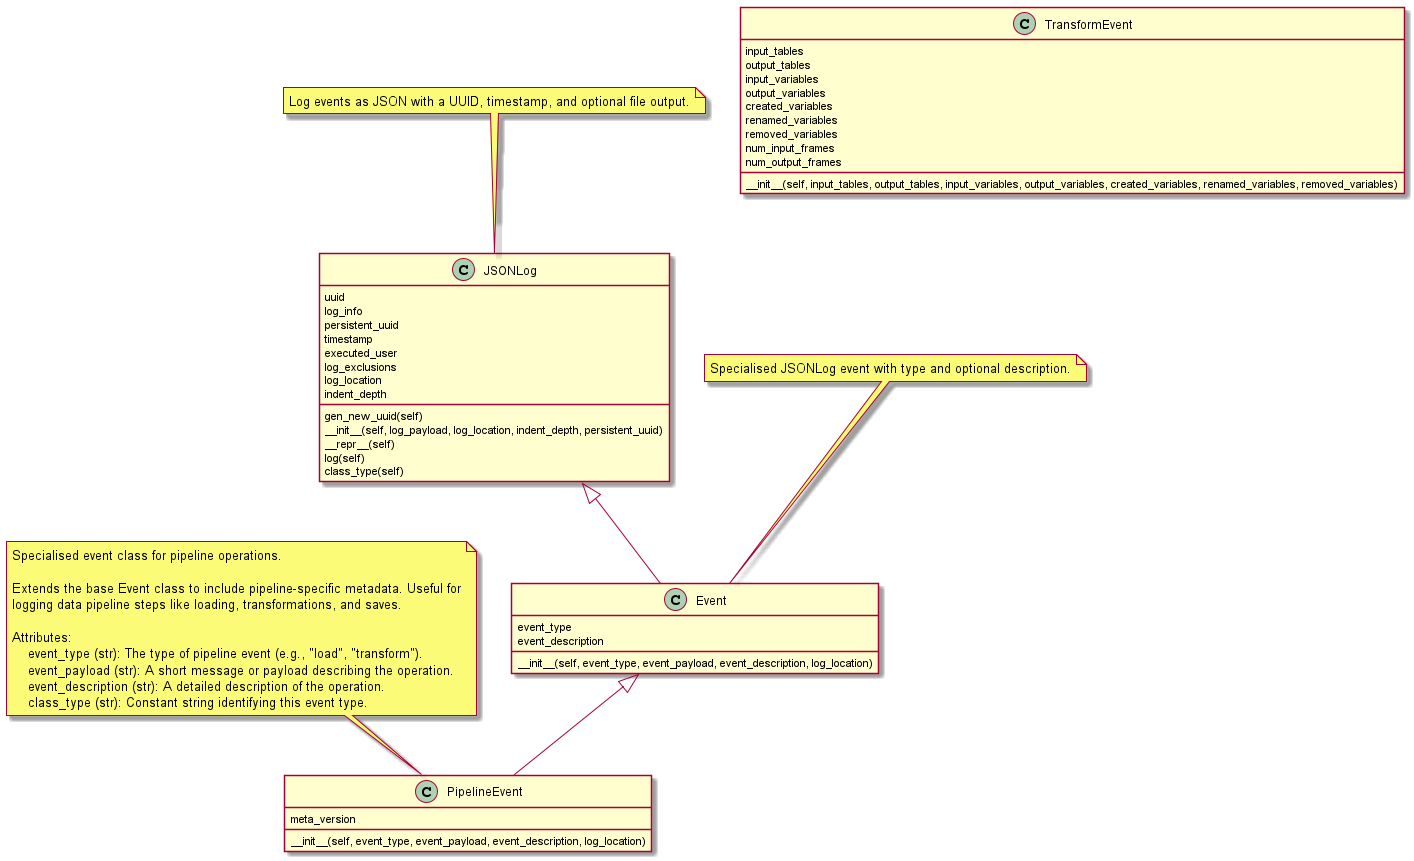 C TransformEvent
input_tables
output_tables
input_variables
output_variables
created_variables
renamed_variables
removed_variables
num_input_frames
num_output_frames
__init__(self, input_tables, output_tables, input_variables, output_variables, created_variables, renamed_variables, removed_variables)
Log events as JSON with a UUID, timestamp, and optional file output.
C JSONLog
uuid
log_info
persistent_uuid
timestamp
executed_user
log_exclusions
log_location
indent_depth
gen_new_uuid(self)
__init__(self, log_payload, log_location, indent_depth, persistent_uuid)
__repr__(self)
log(self)
class_type(self)
Specialised JSONLog event with type and optional description.
Specialised event class for pipeline operations.
Extends the base Event class to include pipeline-specific metadata. Useful for
logging data pipeline steps like loading, transformations, and saves.
Attributes:
event_type (str): The type of pipeline event (e.g., "load", "transform").
event_payload (str): A short message or payload describing the operation.
event_description (str): A detailed description of the operation.
class_type (str): Constant string identifying this event type.
C Event
event_type
event_description
__init__(self, event_type, event_payload, event_description, log_location)
C PipelineEvent
meta_version
__init__(self, event_type, event_payload, event_description, log_location)